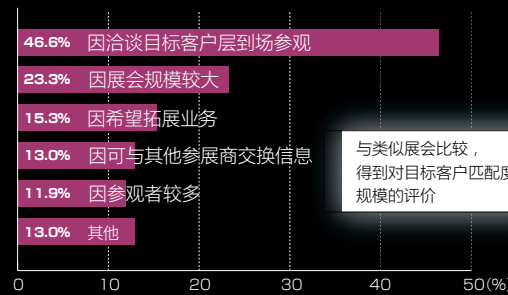 46.6% 因洽谈目标客户层到场参观
23.3% 因展会规模较大
15.3% 因希望拓展业务
13.0% 因可与其他参展商交换信息
11.9% 因参观者较多
13.0% 其他
与类似展会比较，
得到对目标客户匹配度
规模的评价
0 10 20 30 40 50(%)